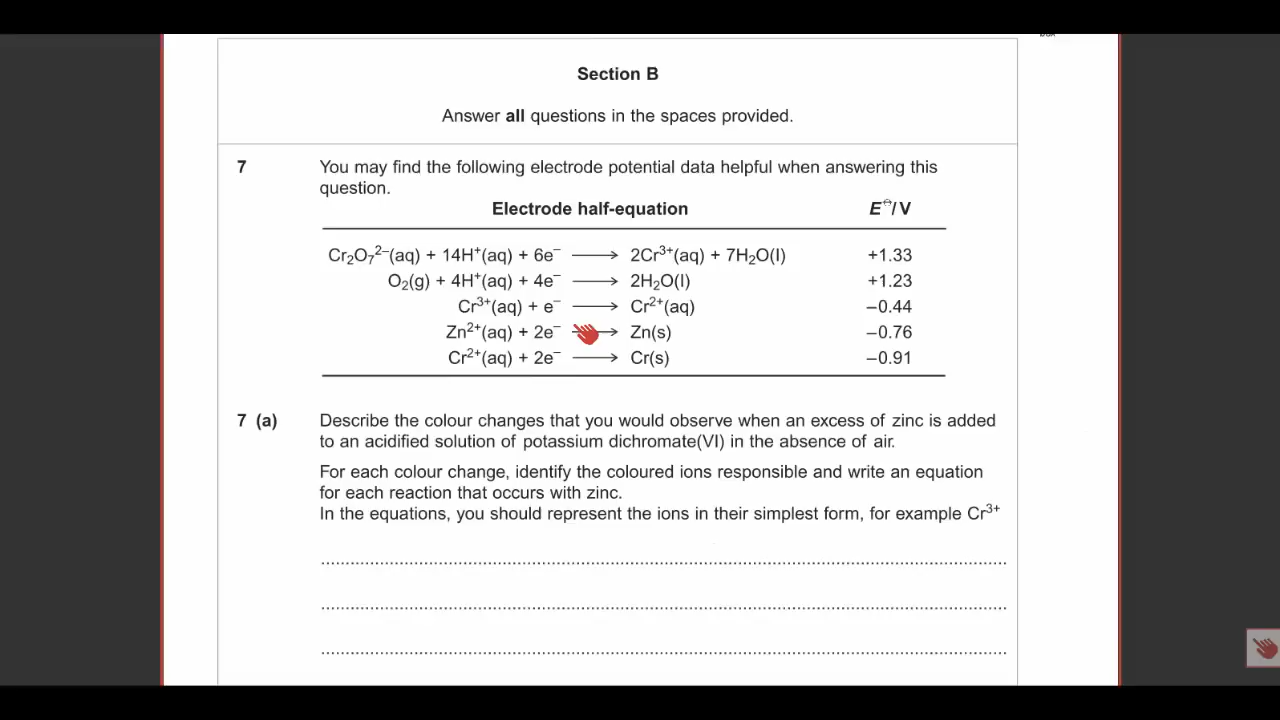 Section B
Answer all questions in the spaces provided.
7 You may find the following electrode potential data helpful when answering this
question.
Electrode half-equation E⦵/V
Cr₂O₇²⁻(aq) + 14H⁺(aq) + 6e⁻ ⟶ 2Cr³⁺(aq) + 7H₂O(l) +1.33
O₂(g) + 4H⁺(aq) + 4e⁻ ⟶ 2H₂O(l) +1.23
Cr³⁺(aq) + e⁻ ⟶ Cr²⁺(aq) −0.44
Zn²⁺(aq) + 2e⁻ ⟶ Zn(s) −0.76
Cr²⁺(aq) + 2e⁻ ⟶ Cr(s) −0.91
7 (a) Describe the colour changes that you would observe when an excess of zinc is added
to an acidified solution of potassium dichromate(VI) in the absence of air.
For each colour change, identify the coloured ions responsible and write an equation
for each reaction that occurs with zinc.
In the equations, you should represent the ions in their simplest form, for example Cr³⁺